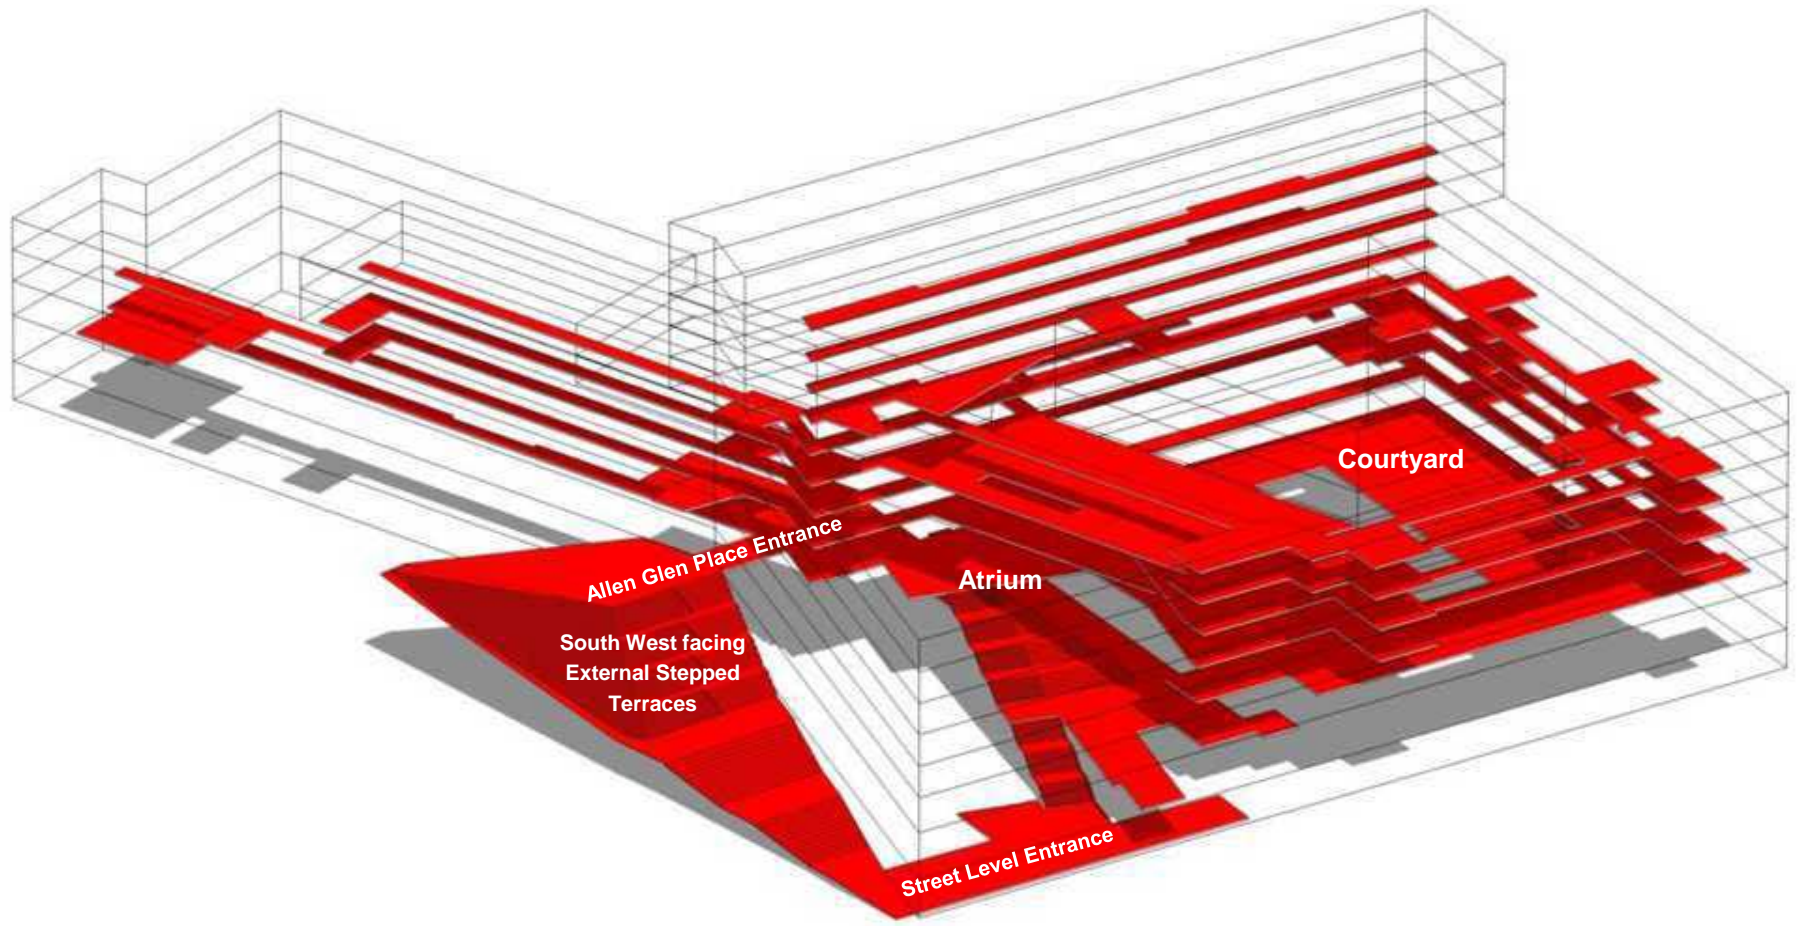 Courtyard
Allen Glen Place Entrance
Atrium
South West facing
External Stepped
Terraces
Street Level Entrance